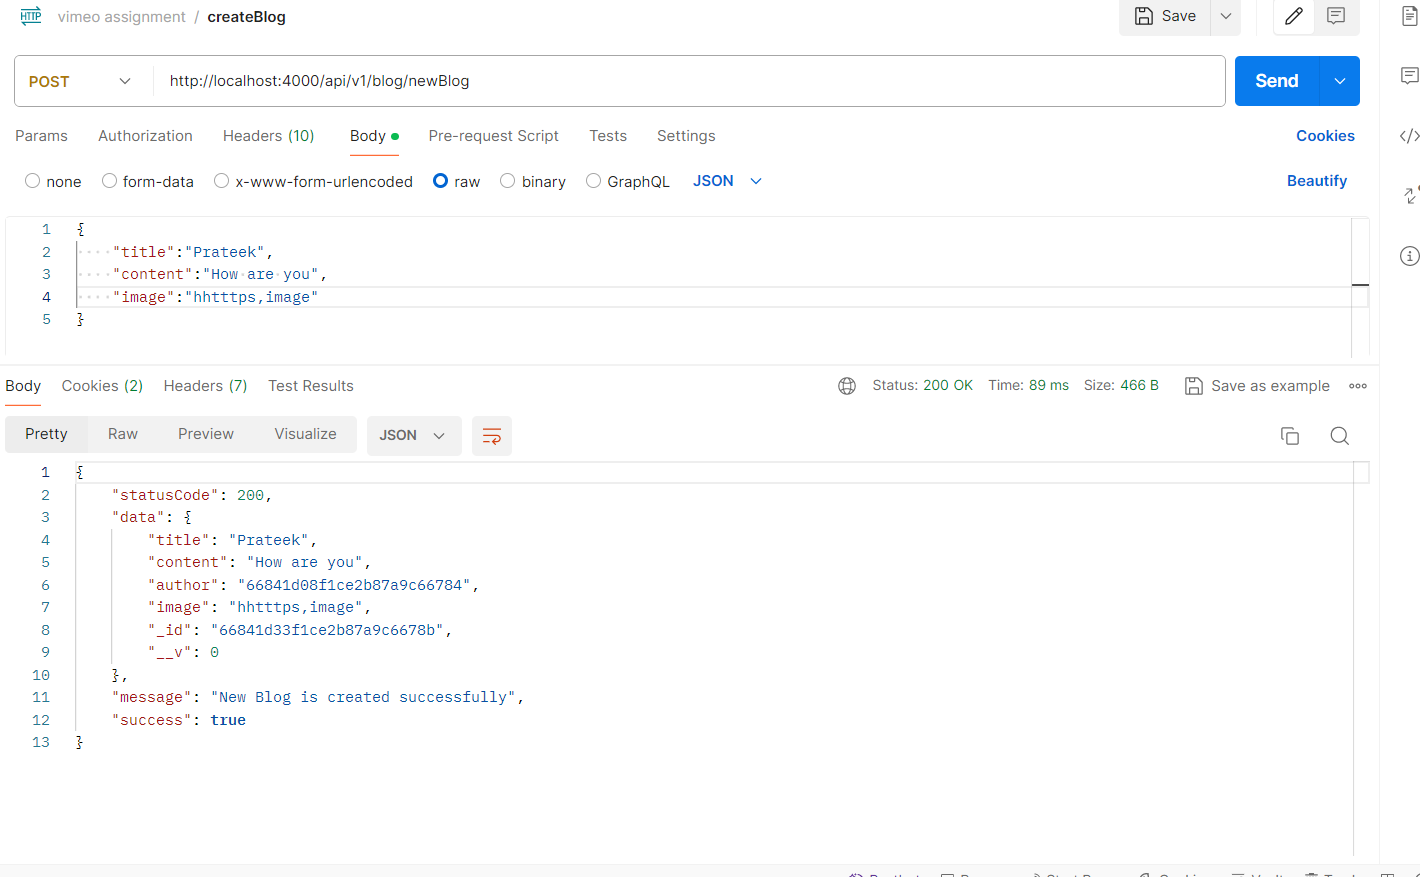 HTTP vimeo assignment / createBlog Save
POST http://localhost:4000/api/v1/blog/newBlog Send
Params Authorization Headers (10) Body Pre-request Script Tests Settings Cookies
none form-data x-www-form-urlencoded raw binary GraphQL JSON Beautify
1 {
2 "title":"Prateek",
3 "content":"How are you",
4 "image":"hhtttps,image"
5 }
Body Cookies (2) Headers (7) Test Results Status: 200 OK Time: 89 ms Size: 466 B Save as example
Pretty Raw Preview Visualize JSON
1 {
2 "statusCode": 200,
3 "data": {
4 "title": "Prateek",
5 "content": "How are you",
6 "author": "66841d08f1ce2b87a9c66784",
7 "image": "hhtttps,image",
8 "_id": "66841d33f1ce2b87a9c6678b",
9 "__v": 0
10 },
11 "message": "New Blog is created successfully",
12 "success": true
13 }